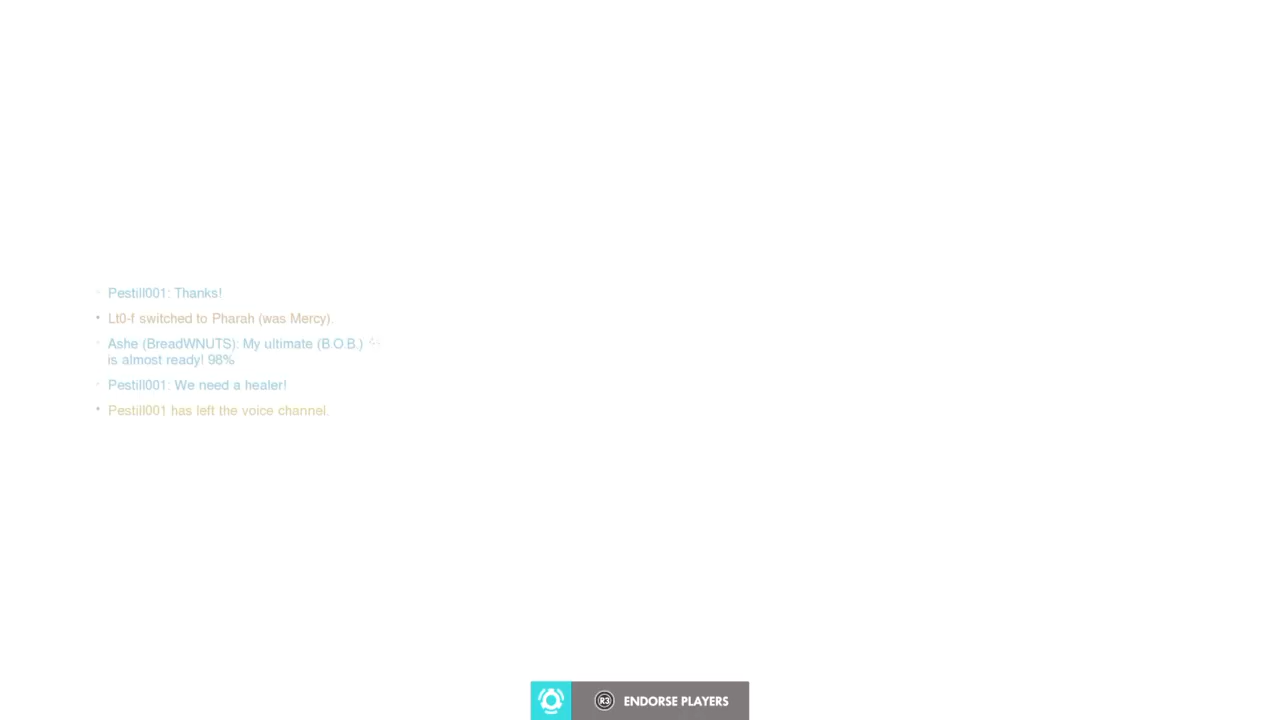 Pestill001: Thanks!
Lt0-f switched to Pharah (was Mercy).
Ashe (BreadWNUTS): My ultimate (B.O.B.)
is almost ready! 98%
Pestill001: We need a healer!
Pestill001 has left the voice channel.
R3 ENDORSE PLAYERS